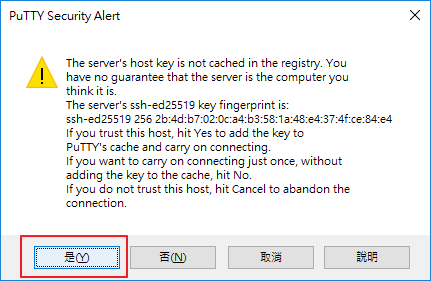 PuTTY Security Alert
The server's host key is not cached in the registry. You
have no guarantee that the server is the computer you
think it is.
The server's ssh-ed25519 key fingerprint is:
ssh-ed25519 256 2b:4d:b7:02:0c:a4:b3:58:1a:48:e4:37:4f:ce:84:e4
If you trust this host, hit Yes to add the key to
PuTTY's cache and carry on connecting.
If you want to carry on connecting just once, without
adding the key to the cache, hit No.
If you do not trust this host, hit Cancel to abandon the
connection.
是(Y) 否(N) 取消 說明